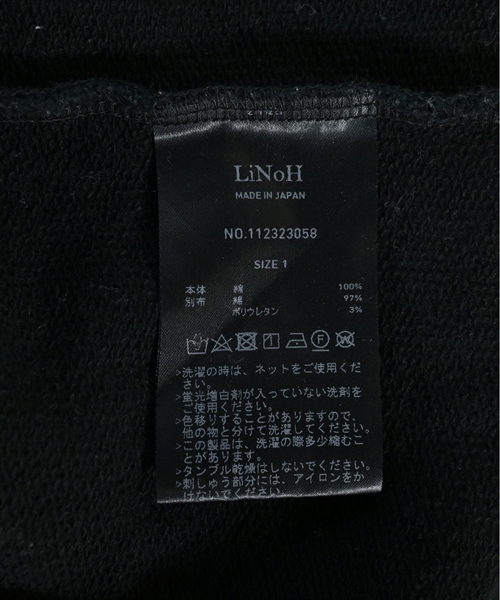 LiNoH
MADE IN JAPAN
NO.112323058
SIZE 1
本体 綿 100%
別布 綿 97%
ポリウレタン 3%
>洗濯の時は、ネットをご使用くだ
さい。
>蛍光増白剤が入っていない洗剤を
ご使用ください。
>色移りすることがありますので、
他の物と分けて洗濯してください。
>この製品は、洗濯の際多少縮むこ
とがあります。
>タンブル乾燥はしないでください。
>刺しゅう部分には、アイロンをか
けないでください。